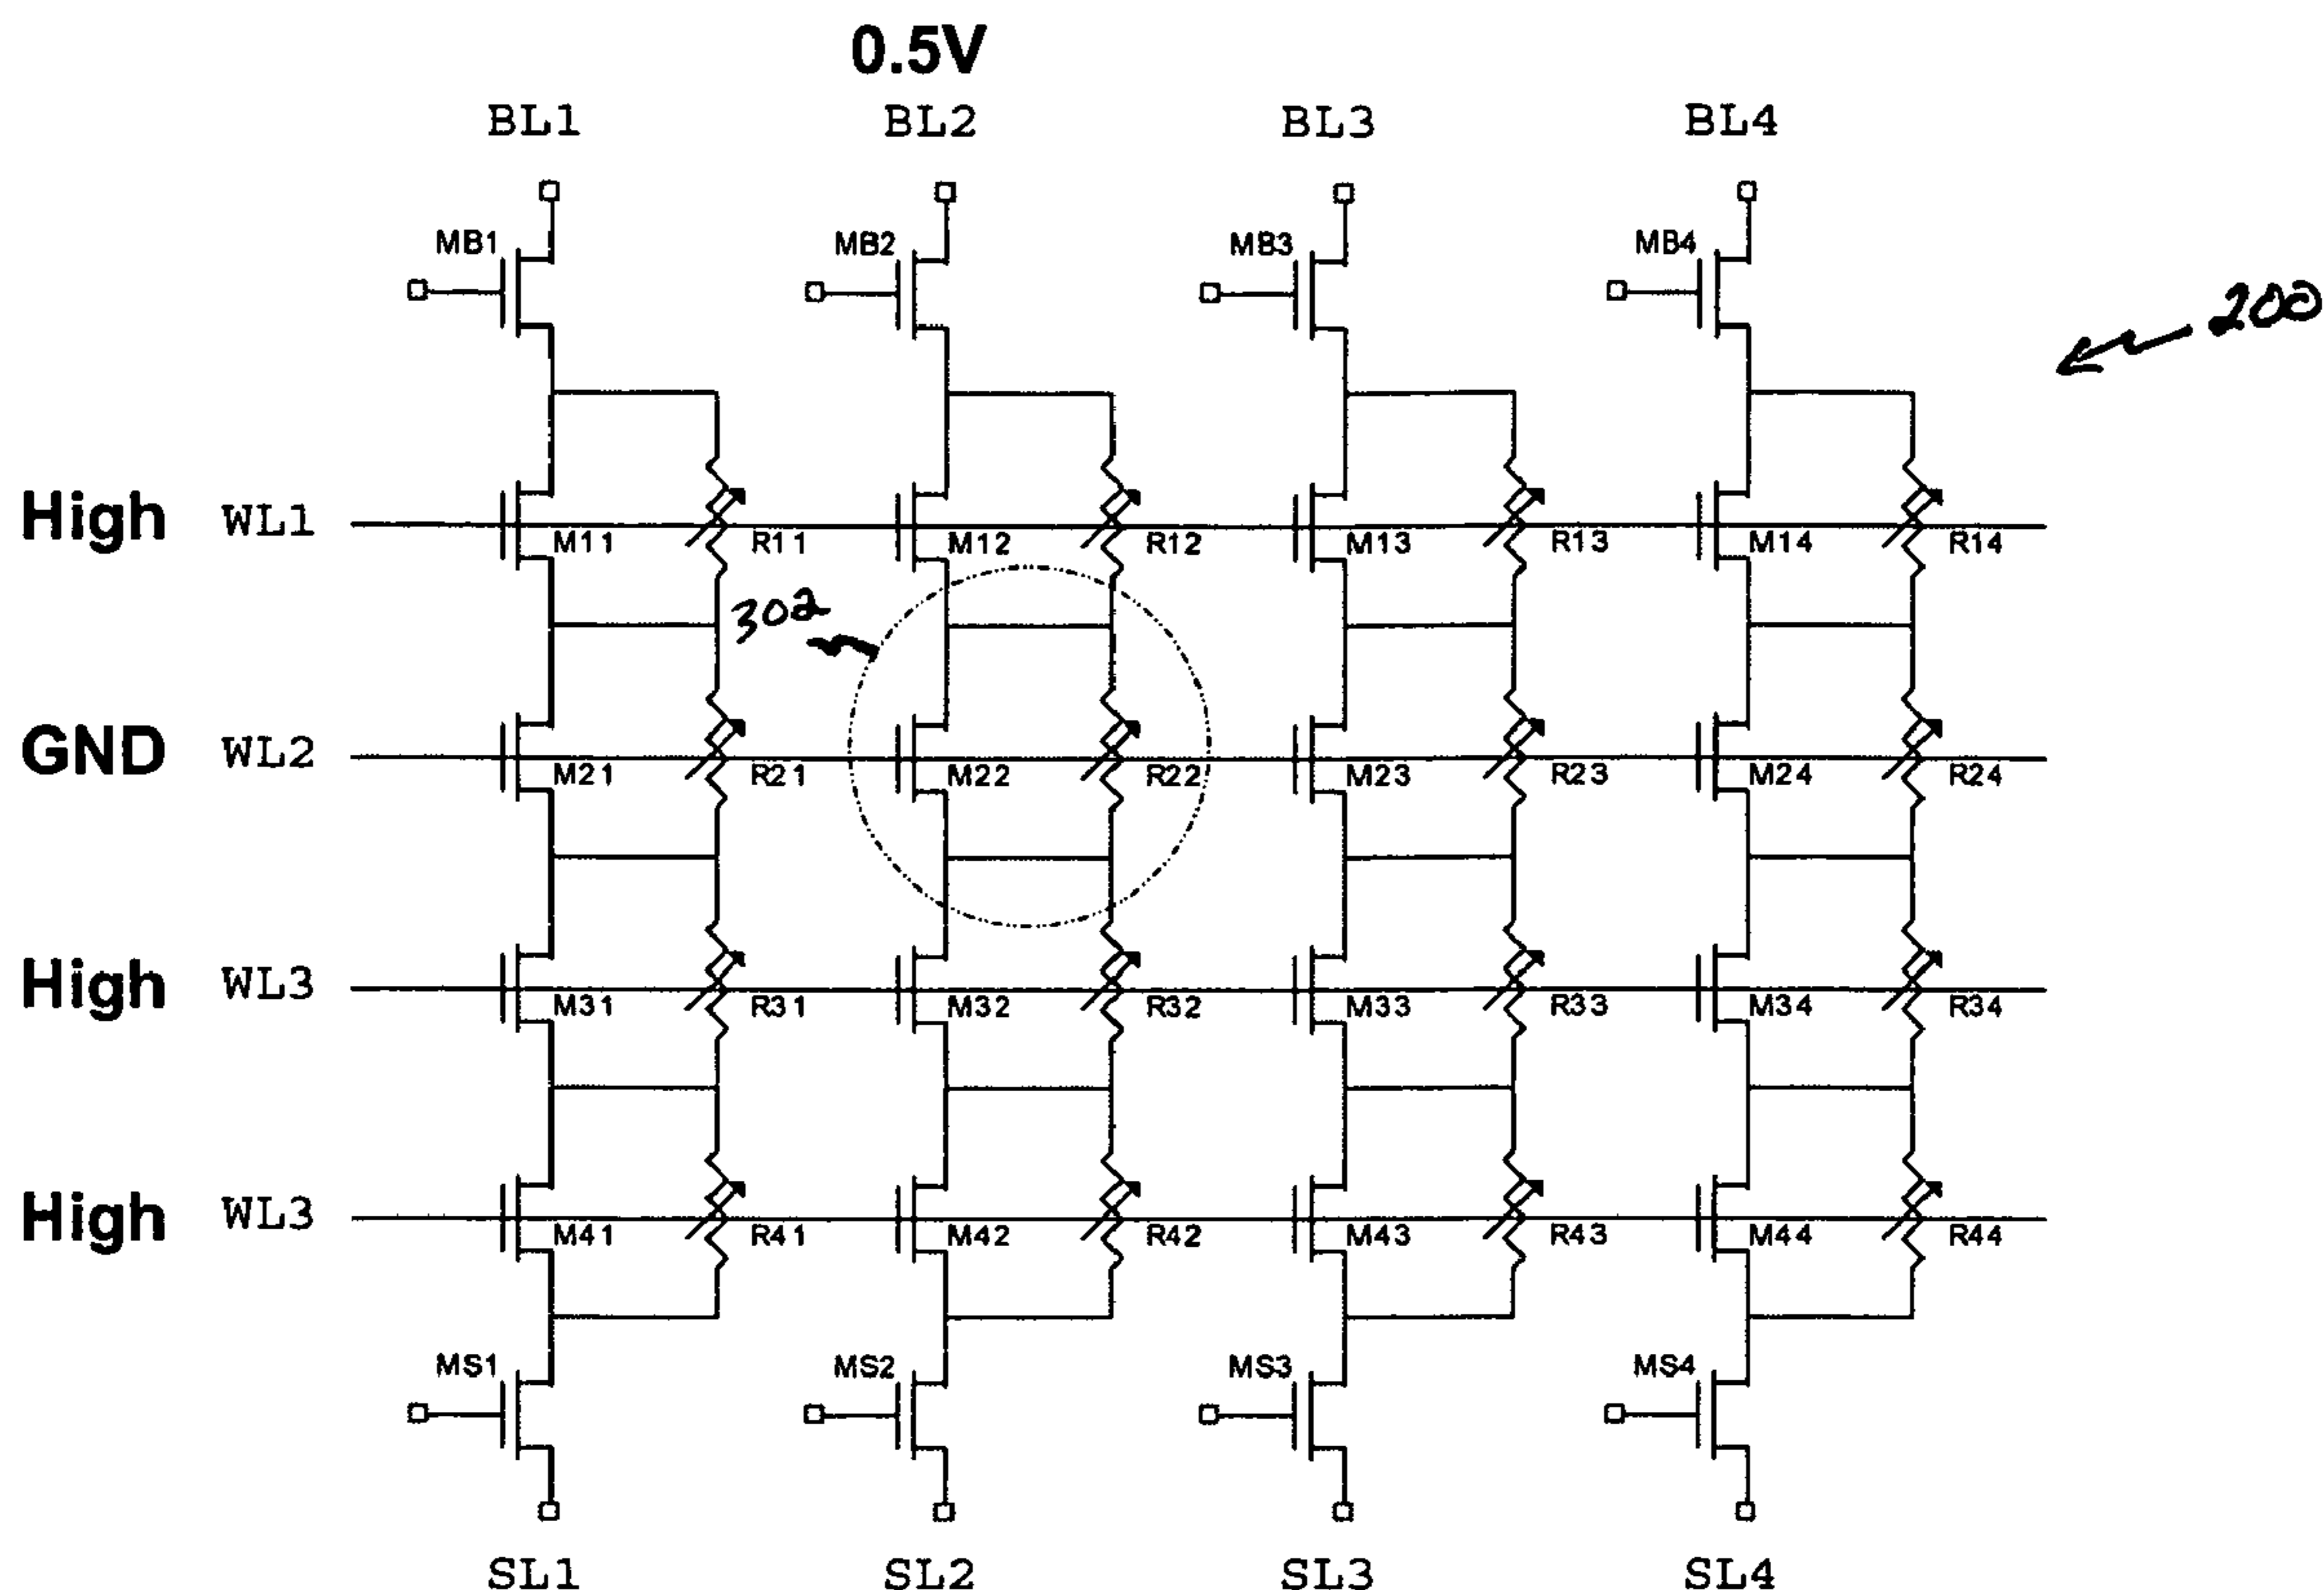 0.5V
BL1 BL2 BL3 BL4
MB1 MB2 MB3 MB4
200
High WL1 M11 R11 M12 R12 M13 R13 M14 R14
302
GND WL2 M21 R21 M22 R22 M23 R23 M24 R24
High WL3 M31 R31 M32 R32 M33 R33 M34 R34
High WL3 M41 R41 M42 R42 M43 R43 M44 R44
MS1 MS2 MS3 MS4
SL1 SL2 SL3 SL4